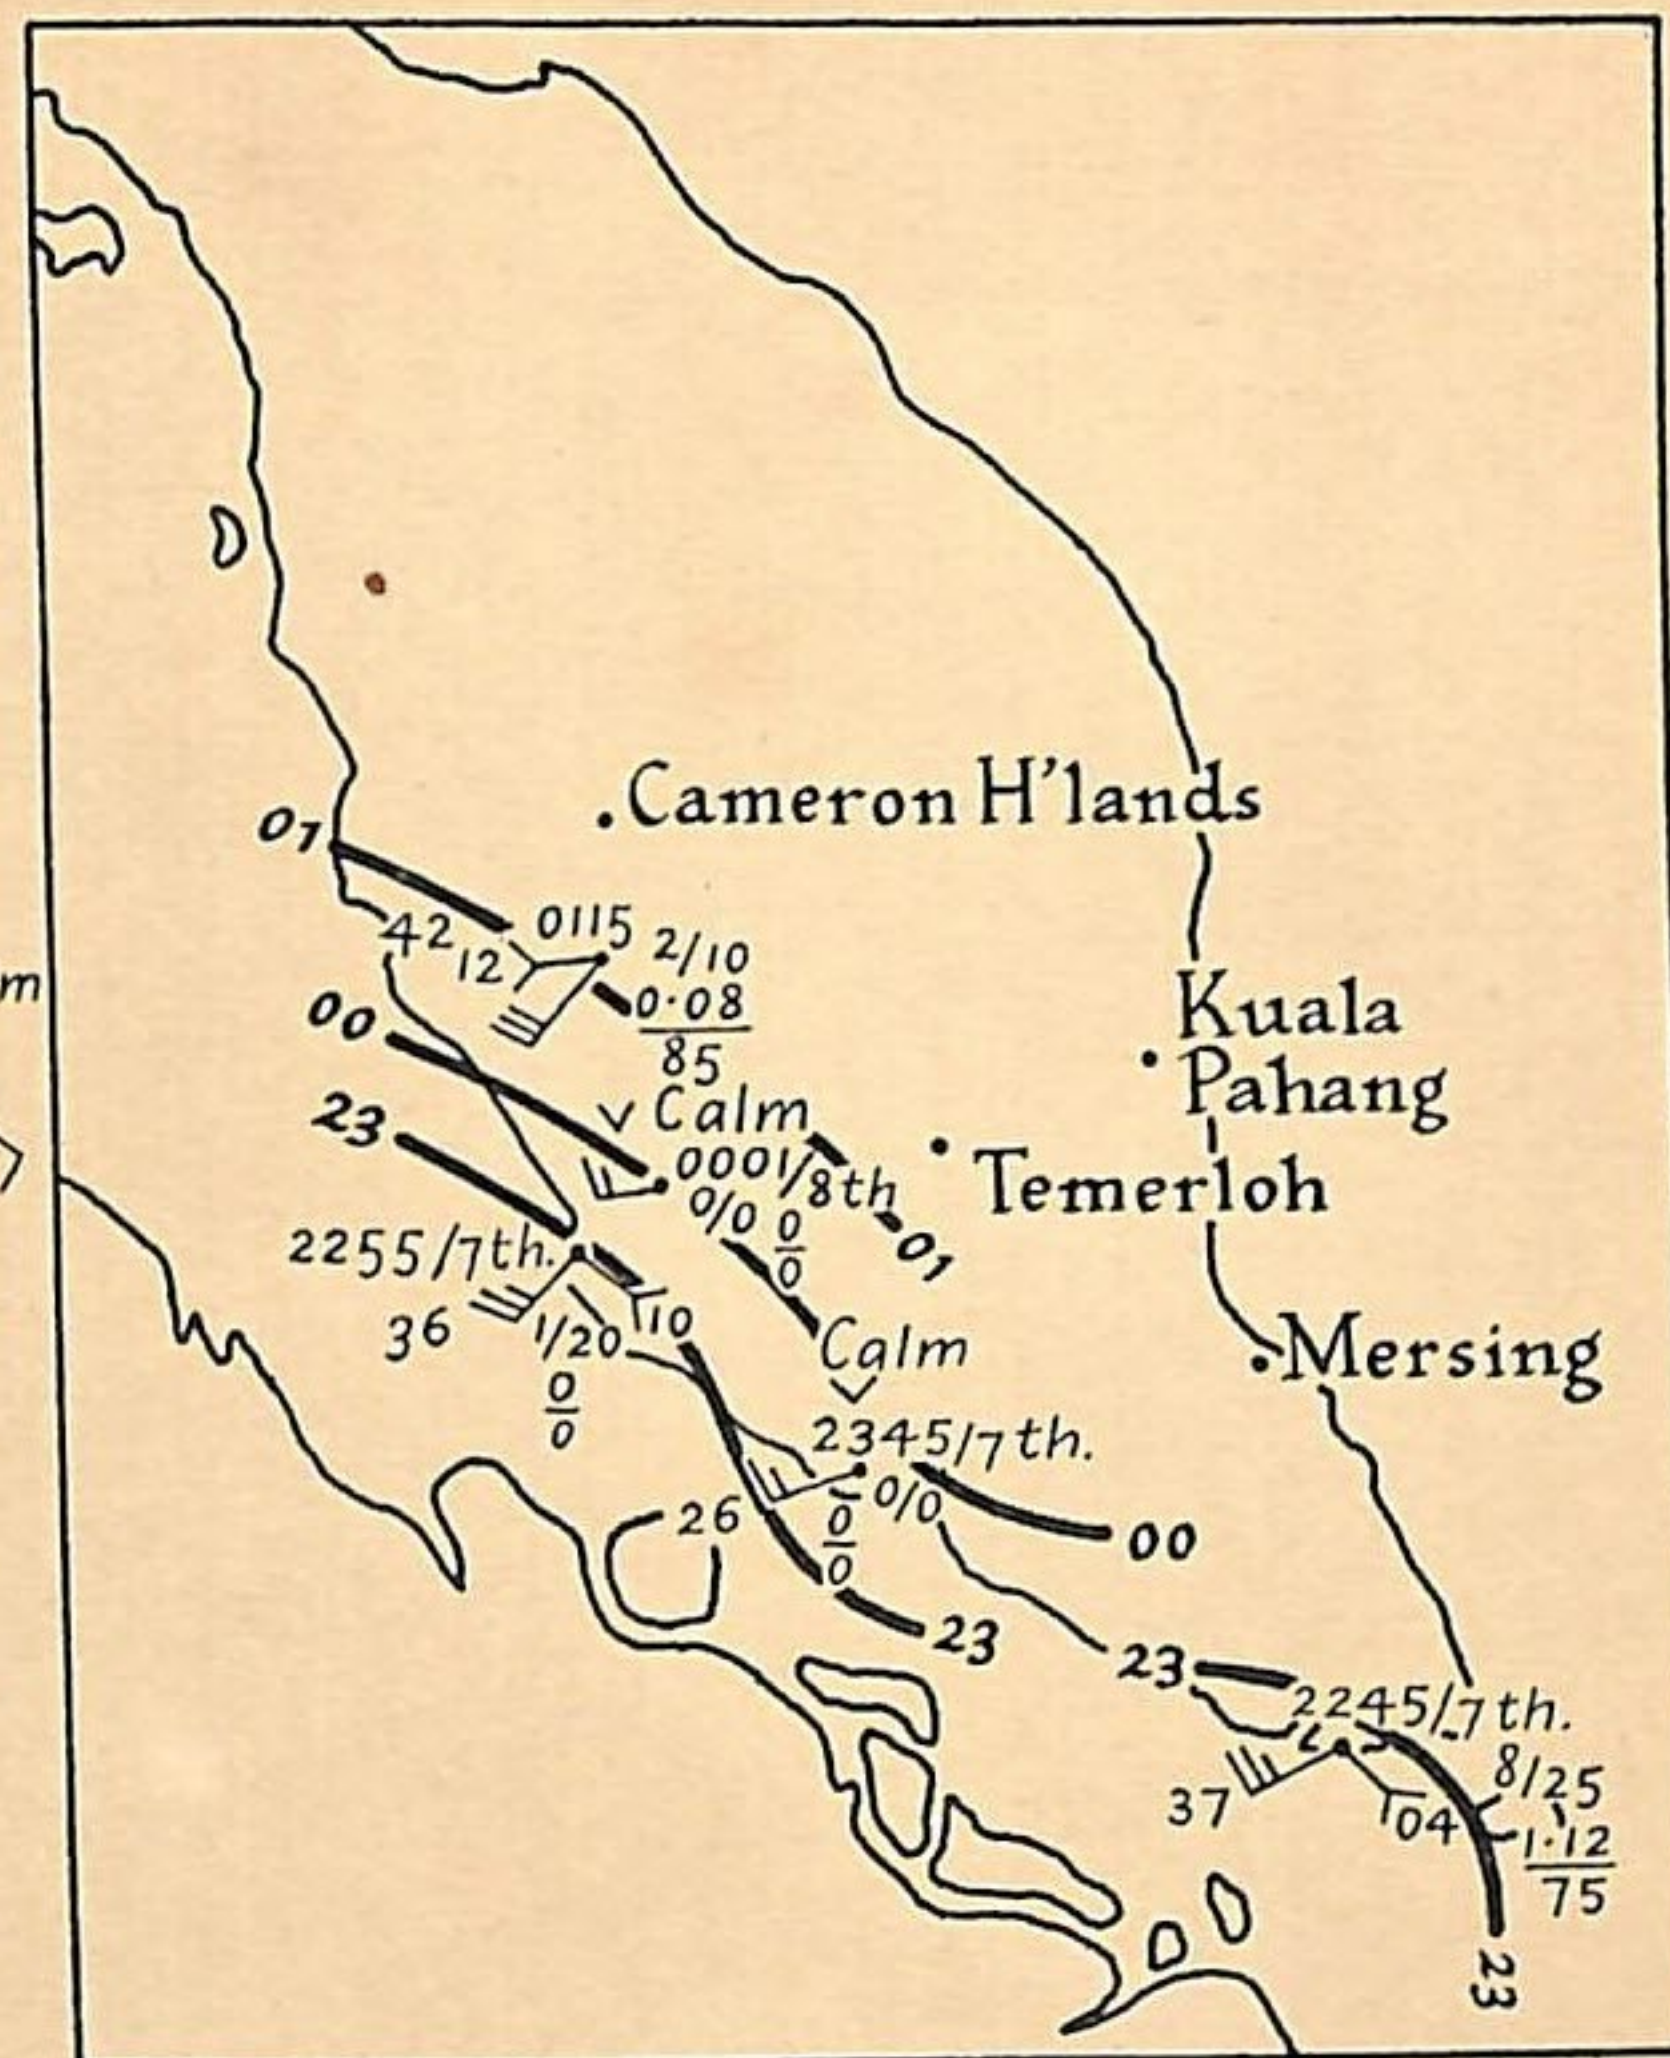 .Cameron H'lands
01
42
12
0115
2/10
0·08
85
m
00
Kuala
Pahang
23
v Calm
0001/8th
0/0
0
0
01
Temerloh
2255/7th.
36
1/20
10
0
0
Calm
Mersing
2345/7th.
0/0
26
0
0
00
23
23
2245/7th.
8/25
37
04
1·12
75
23